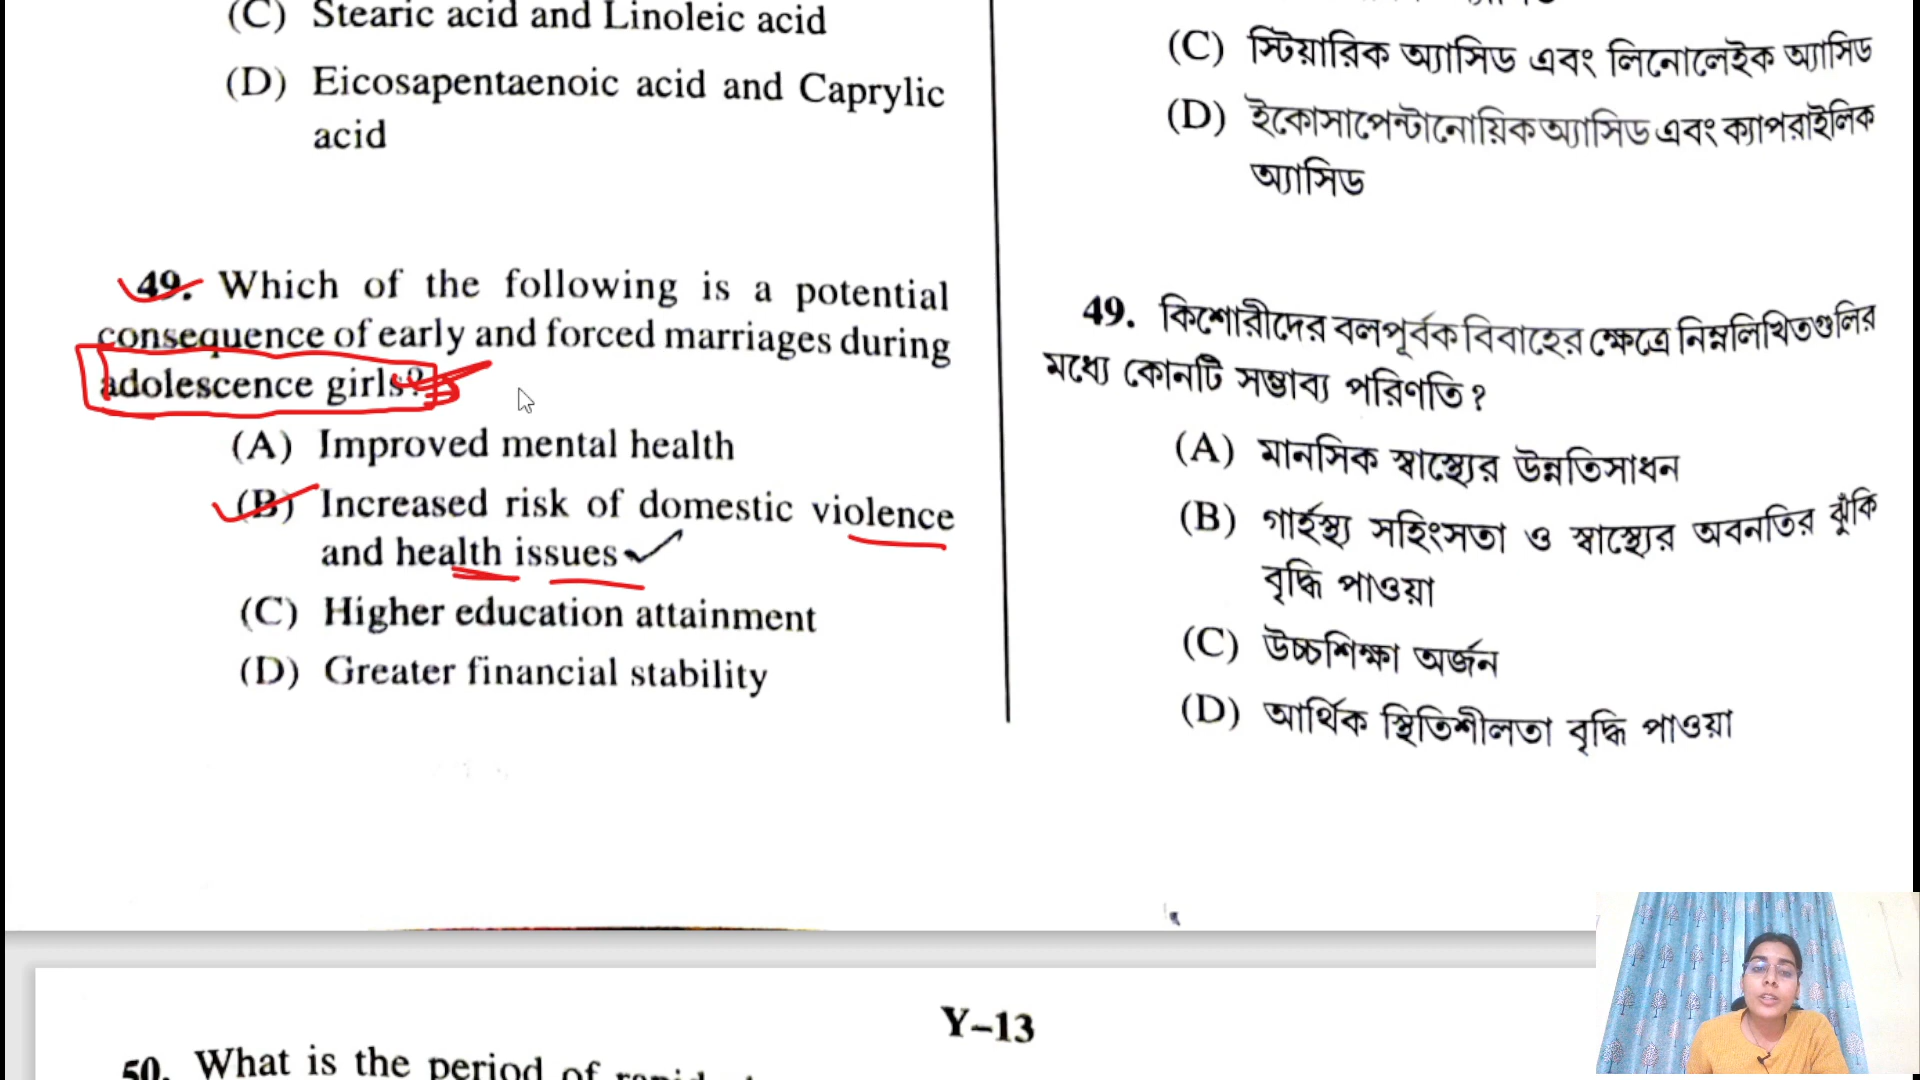 (C) Stearic acid and Linoleic acid
(D) Eicosapentaenoic acid and Caprylic
acid
49. Which of the following is a potential
consequence of early and forced marriages during
adolescence girls?
(A) Improved mental health
(B) Increased risk of domestic violence
and health issues
(C) Higher education attainment
(D) Greater financial stability
(C) স্টিয়ারিক অ্যাসিড এবং লিনোলেইক অ্যাসিড
(D) ইকোসাপেন্টানোয়িক অ্যাসিড এবং ক্যাপরাইলিক
অ্যাসিড
49. কিশোরীদের বলপূর্বক বিবাহের ক্ষেত্রে নিম্নলিখিতগুলির
মধ্যে কোনটি সম্ভাব্য পরিণতি?
(A) মানসিক স্বাস্থ্যের উন্নতিসাধন
(B) গার্হস্থ্য সহিংসতা ও স্বাস্থ্যের অবনতির ঝুঁকি
বৃদ্ধি পাওয়া
(C) উচ্চশিক্ষা অর্জন
(D) আর্থিক স্থিতিশীলতা বৃদ্ধি পাওয়া
Y-13
50. What is the period of